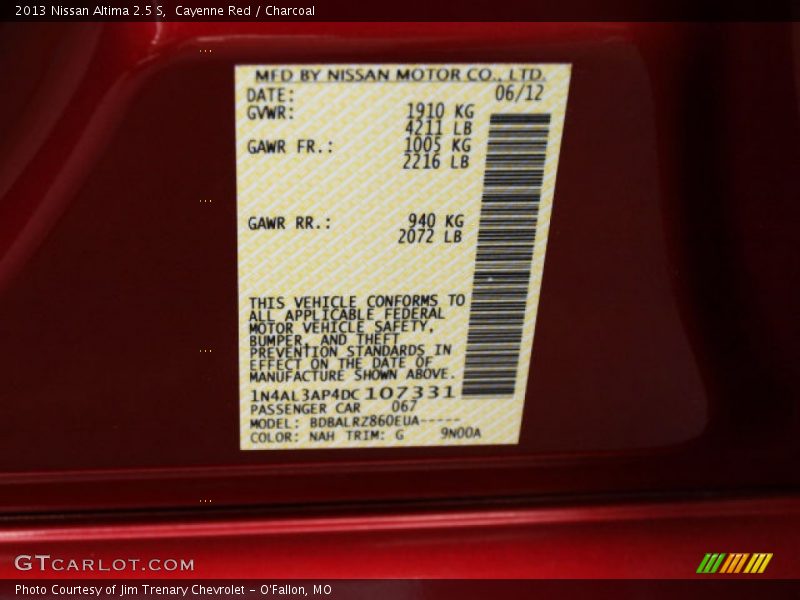 2013 Nissan Altima 2.5 S,  Cayenne Red / Charcoal
MFD BY NISSAN MOTOR CO., LTD.
DATE: 06/12
GVWR: 1910 KG
4211 LB
GAWR FR.: 1005 KG
2216 LB
GAWR RR.: 940 KG
2072 LB
THIS VEHICLE CONFORMS TO
ALL APPLICABLE FEDERAL
MOTOR VEHICLE SAFETY,
BUMPER, AND THEFT
PREVENTION STANDARDS IN
EFFECT ON THE DATE OF
MANUFACTURE SHOWN ABOVE.
1N4AL3AP4DC107331
PASSENGER CAR 067
MODEL: BDBALRZ860EUA-----
COLOR: NAH TRIM: G 9N00A
GTCARLOT.COM
Photo Courtesy of Jim Trenary Chevrolet - O'Fallon, MO